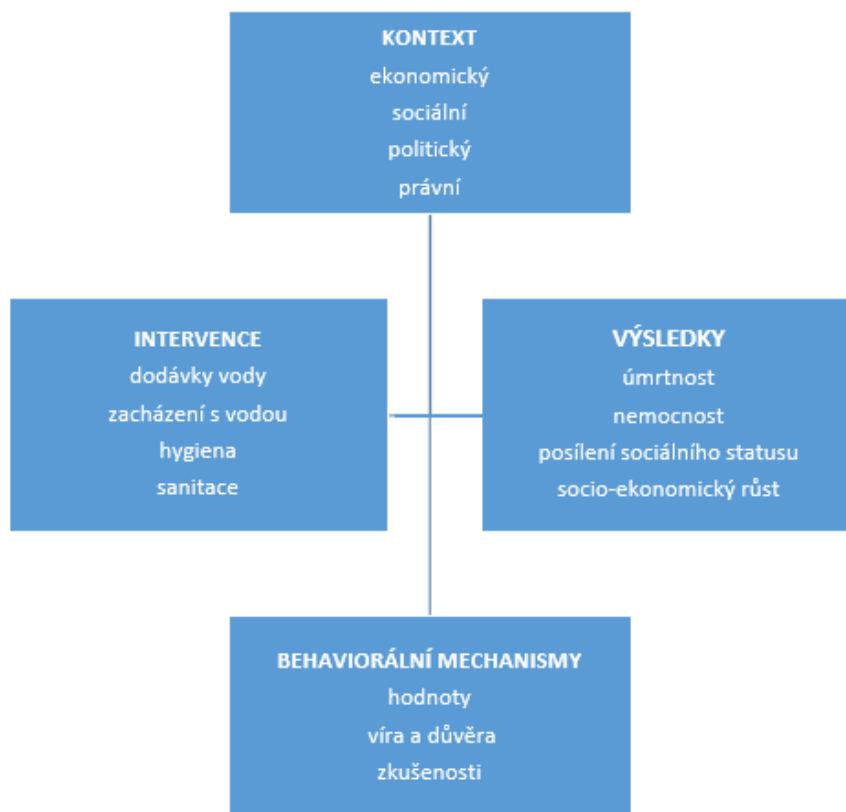 KONTEXT
ekonomický
sociální
politický
právní
INTERVENCE
dodávky vody
zacházení s vodou
hygiena
sanitace
VÝSLEDKY
úmrtnost
nemocnost
posílení sociálního statusu
socio-ekonomický růst
BEHAVIORÁLNÍ MECHANISMY
hodnoty
víra a důvěra
zkušenosti